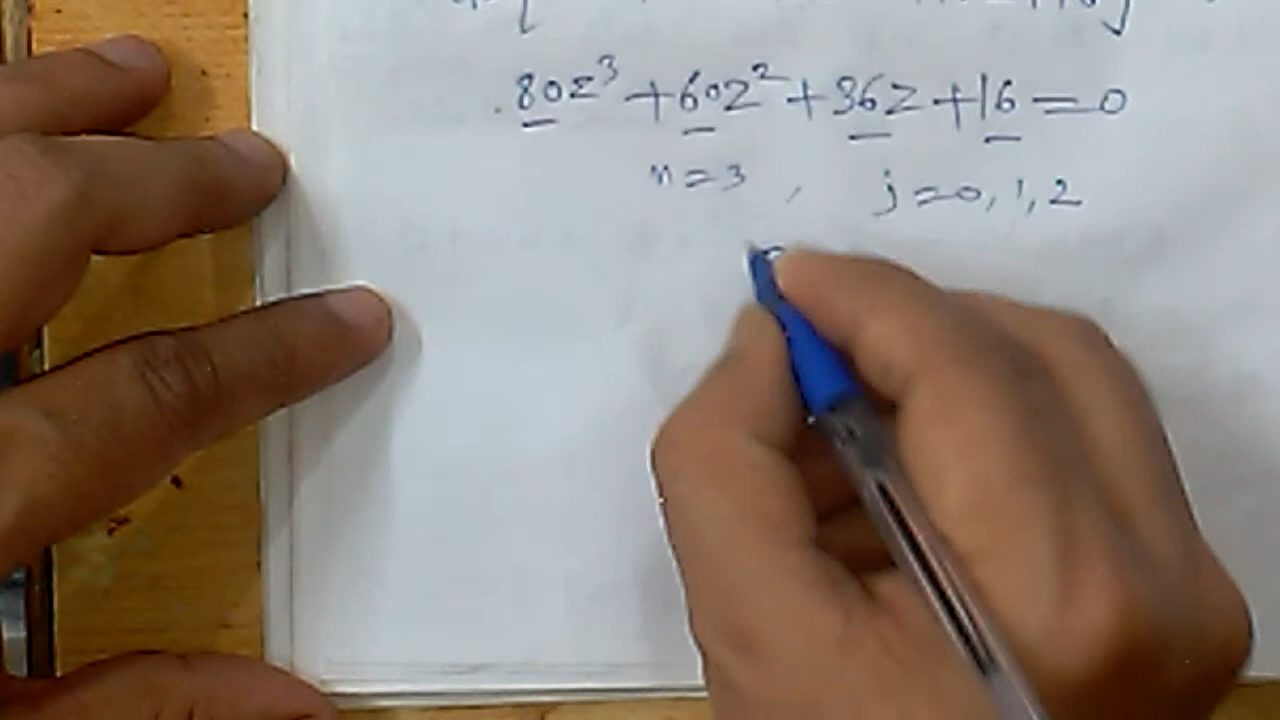 80z³ + 60z² + 36z + 16 = 0
n = 3 , j = 0, 1, 2